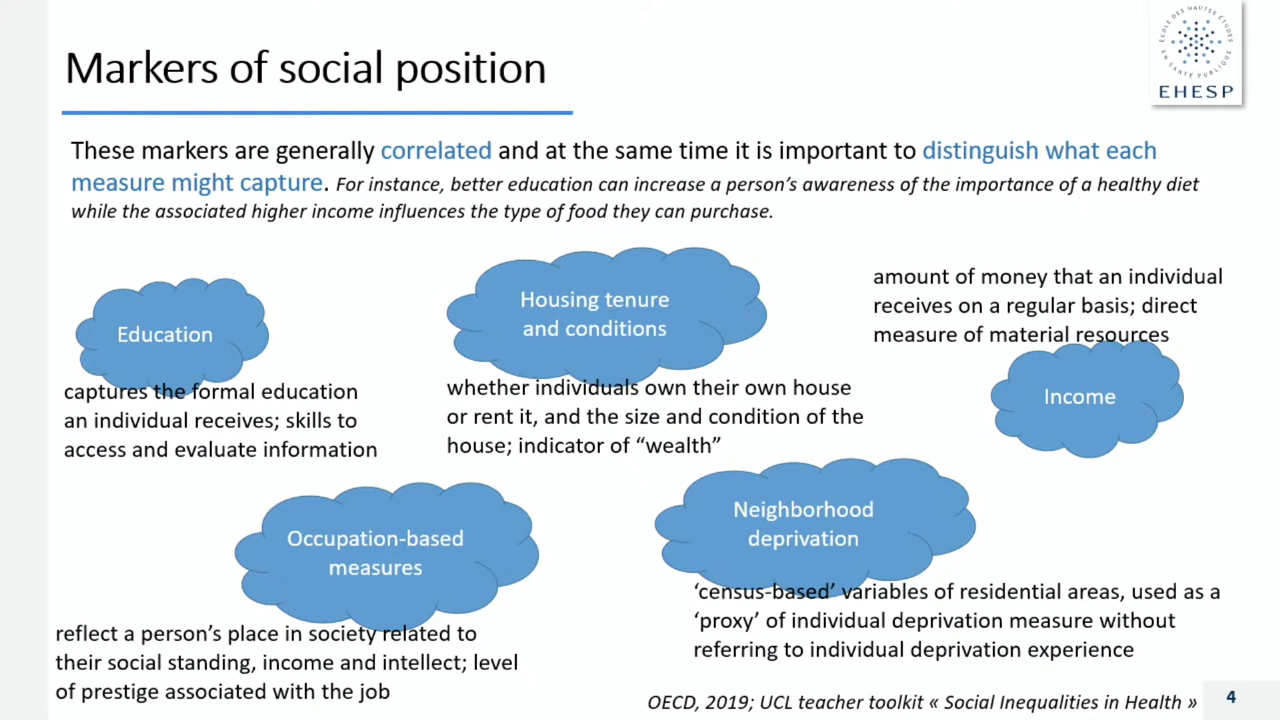 Markers of social position
ÉCOLE DES HAUTES ÉTUDES
EN SANTÉ PUBLIQUE
EHESP
These markers are generally correlated and at the same time it is important to distinguish what each
measure might capture. For instance, better education can increase a person’s awareness of the importance of a healthy diet
while the associated higher income influences the type of food they can purchase.
Education
captures the formal education
an individual receives; skills to
access and evaluate information
Housing tenure
and conditions
whether individuals own their own house
or rent it, and the size and condition of the
house; indicator of “wealth”
amount of money that an individual
receives on a regular basis; direct
measure of material resources
Income
Occupation-based
measures
reflect a person’s place in society related to
their social standing, income and intellect; level
of prestige associated with the job
Neighborhood
deprivation
‘census-based’ variables of residential areas, used as a
‘proxy’ of individual deprivation measure without
referring to individual deprivation experience
OECD, 2019; UCL teacher toolkit « Social Inequalities in Health »
4